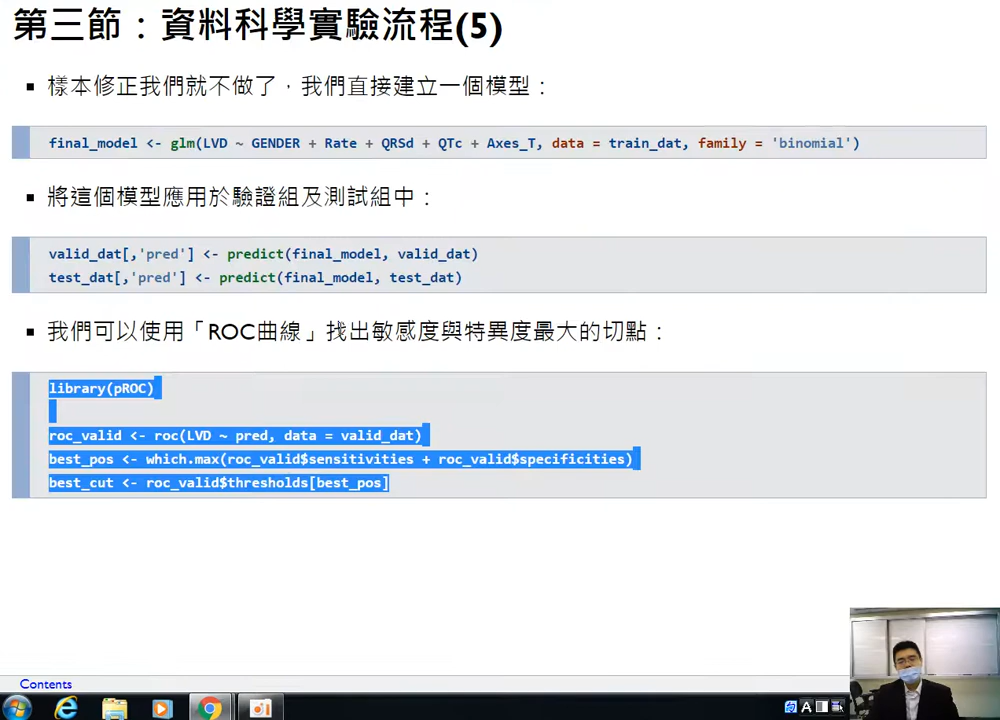 第三節：資料科學實驗流程(5)
樣本修正我們就不做了，我們直接建立一個模型：
final_model <- glm(LVD ~ GENDER + Rate + QRSd + QTc + Axes_T, data = train_dat, family = 'binomial')
將這個模型應用於驗證組及測試組中：
valid_dat[,'pred'] <- predict(final_model, valid_dat)
test_dat[,'pred'] <- predict(final_model, test_dat)
我們可以使用「ROC曲線」找出敏感度與特異度最大的切點：
library(pROC)
roc_valid <- roc(LVD ~ pred, data = valid_dat)
best_pos <- which.max(roc_valid$sensitivities + roc_valid$specificities)
best_cut <- roc_valid$thresholds[best_pos]
Contents
A